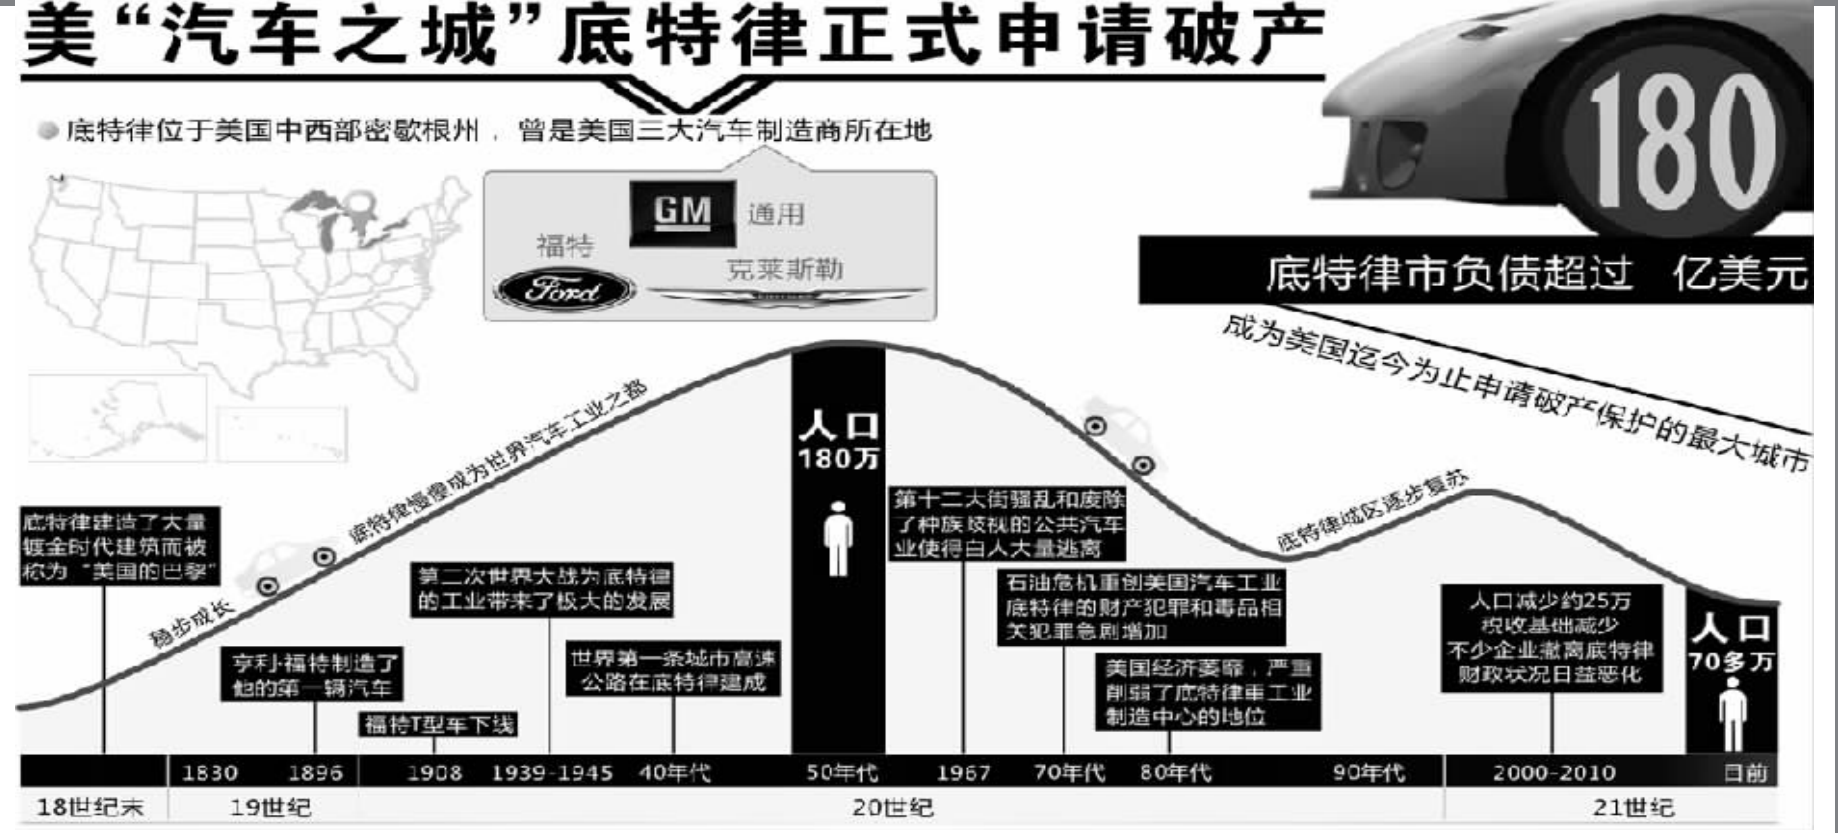 美“汽车之城”底特律正式申请破产
底特律位于美国中西部密歇根州，曾是美国三大汽车制造商所在地
GM
通用
福特
Ford
克莱斯勒
180
底特律市负债超过 亿美元
成为美国迄今为止申请破产保护的最大城市
稳步成长
底特律慢慢成为世界汽车工业之都
底特律城区逐步复苏
底特律建造了大量
镀金时代建筑而被
称为“美国的巴黎”
亨利·福特制造了
他的第一辆汽车
福特T型车下线
第二次世界大战为底特律
的工业带来了极大的发展
世界第一条城市高速
公路在底特律建成
人口
180万
第十二大街骚乱和废除
了种族歧视的公共汽车
业使得白人大量逃离
石油危机重创美国汽车工业
底特律的财产犯罪和毒品相
关犯罪急剧增加
美国经济萎靡，严重
削弱了底特律重工业
制造中心的地位
人口减少约25万
税收基础减少
不少企业撤离底特律
财政状况日益恶化
人口
70多万
1830 1896 1908 1939-1945 40年代 50年代 1967 70年代 80年代 90年代 2000-2010 目前
18世纪末 19世纪 20世纪 21世纪